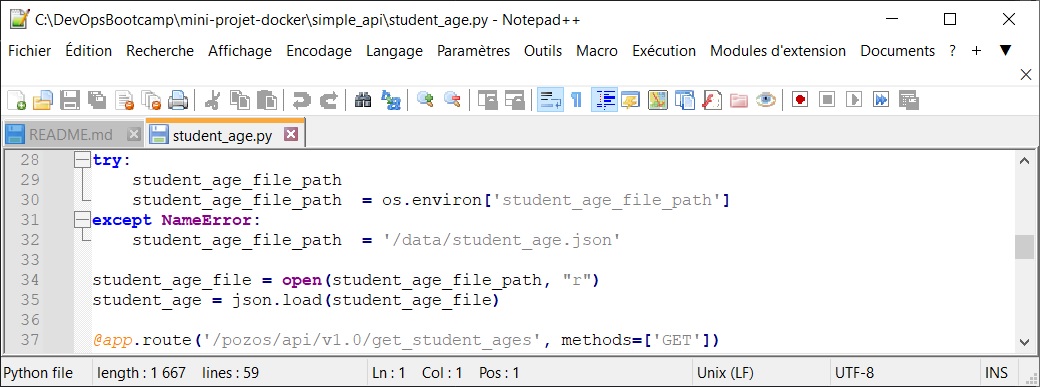 C:\DevOpsBootcamp\mini-projet-docker\simple_api\student_age.py - Notepad++
Fichier Édition Recherche Affichage Encodage Langage Paramètres Outils Macro Exécution Modules d'extension Documents ? + ▼
README.md student_age.py
28 try:
29     student_age_file_path
30     student_age_file_path  = os.environ['student_age_file_path']
31 except NameError:
32     student_age_file_path  = '/data/student_age.json'
33
34 student_age_file = open(student_age_file_path, "r")
35 student_age = json.load(student_age_file)
36
37 @app.route('/pozos/api/v1.0/get_student_ages', methods=['GET'])
Python file length : 1 667 lines : 59 Ln : 1 Col : 1 Pos : 1 Unix (LF) UTF-8 INS